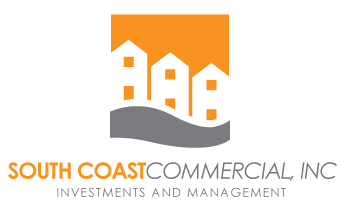 SOUTH COASTCOMMERCIAL, INC
INVESTMENTS AND MANAGEMENT